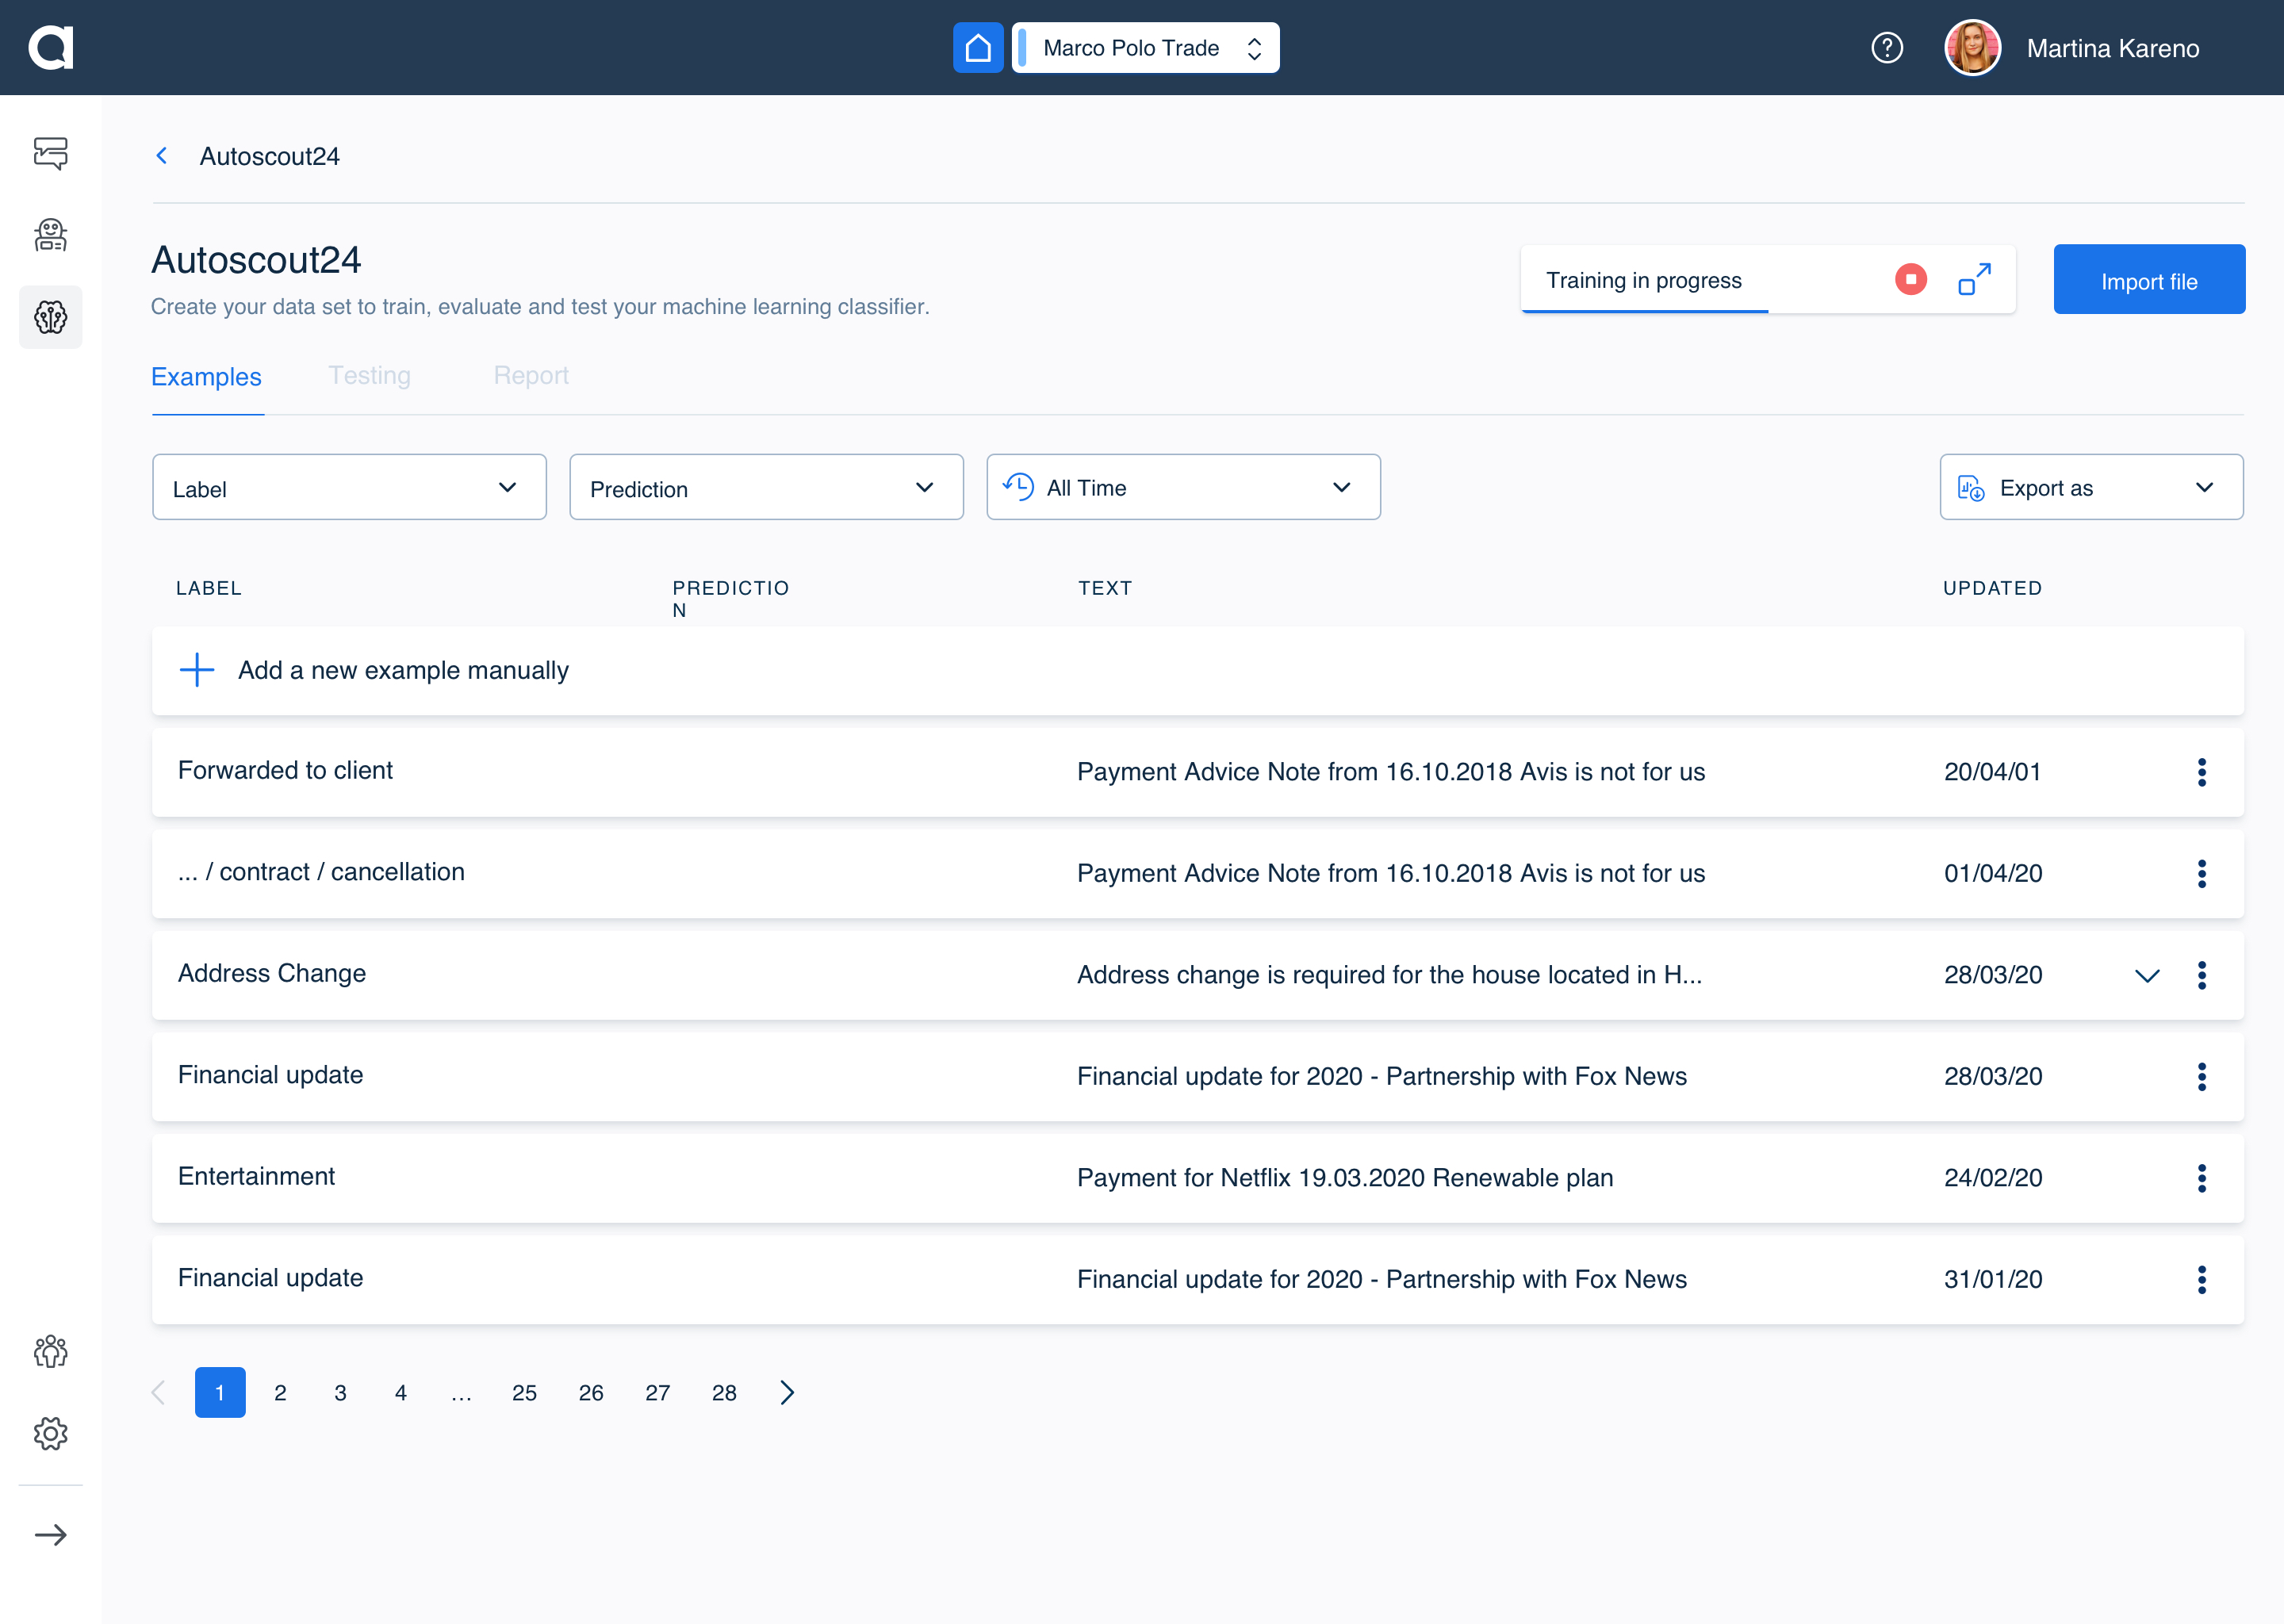 Marco Polo Trade
Martina Kareno
Autoscout24
Autoscout24
Create your data set to train, evaluate and test your machine learning classifier.
Training in progress
Import file
Examples Testing Report
Label Prediction All Time Export as
LABEL PREDICTIO
N TEXT UPDATED
Add a new example manually
Forwarded to client Payment Advice Note from 16.10.2018 Avis is not for us 20/04/01
... / contract / cancellation Payment Advice Note from 16.10.2018 Avis is not for us 01/04/20
Address Change Address change is required for the house located in H... 28/03/20
Financial update Financial update for 2020 - Partnership with Fox News 28/03/20
Entertainment Payment for Netflix 19.03.2020 Renewable plan 24/02/20
Financial update Financial update for 2020 - Partnership with Fox News 31/01/20
1 2 3 4 ... 25 26 27 28